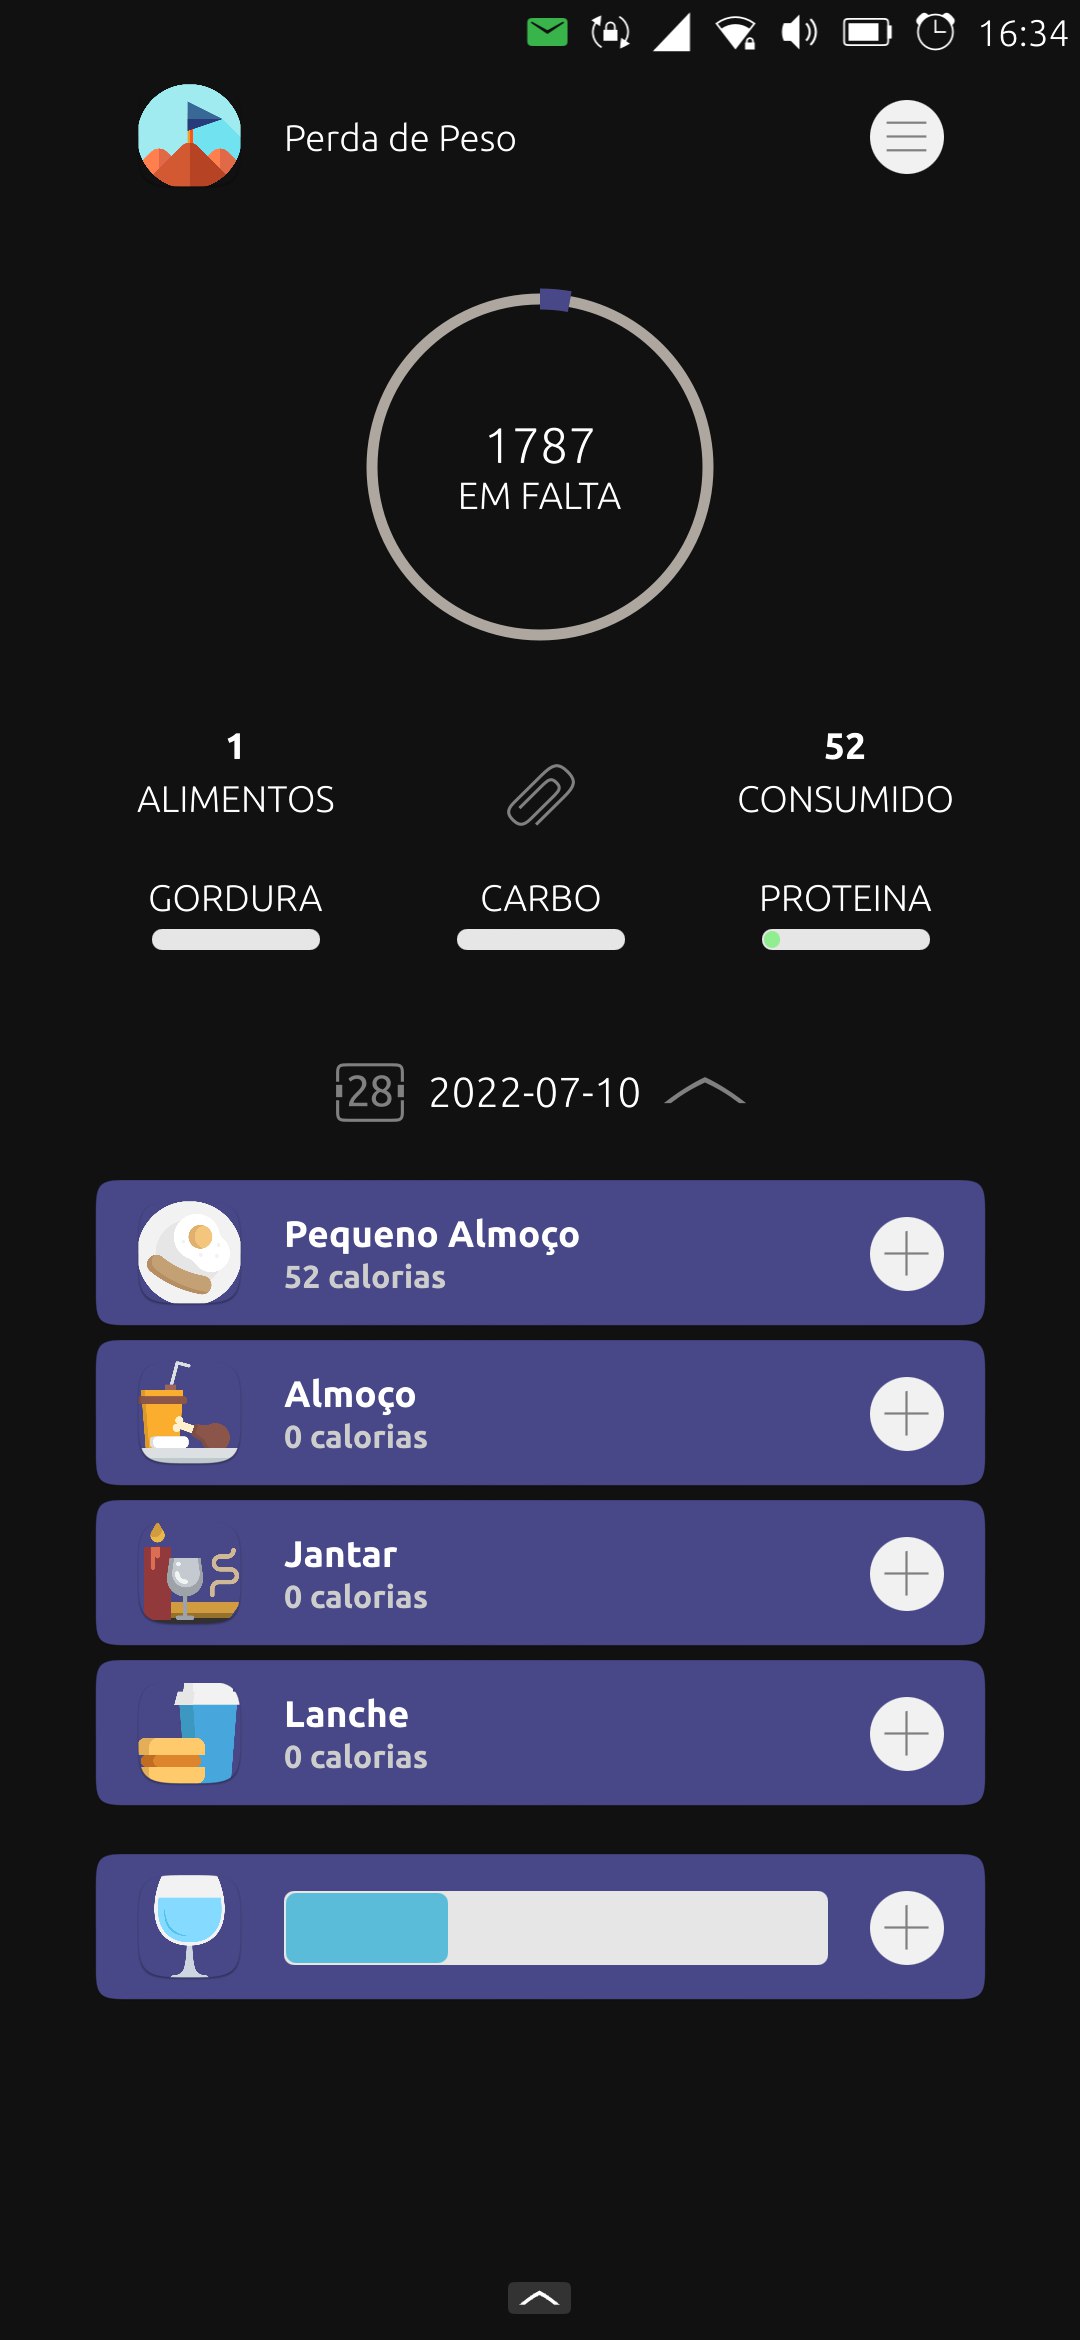 16:34
Perda de Peso
1787
EM FALTA
1
ALIMENTOS
52
CONSUMIDO
GORDURA
CARBO
PROTEINA
28
2022-07-10
Pequeno Almoço
52 calorias
Almoço
0 calorias
Jantar
0 calorias
Lanche
0 calorias